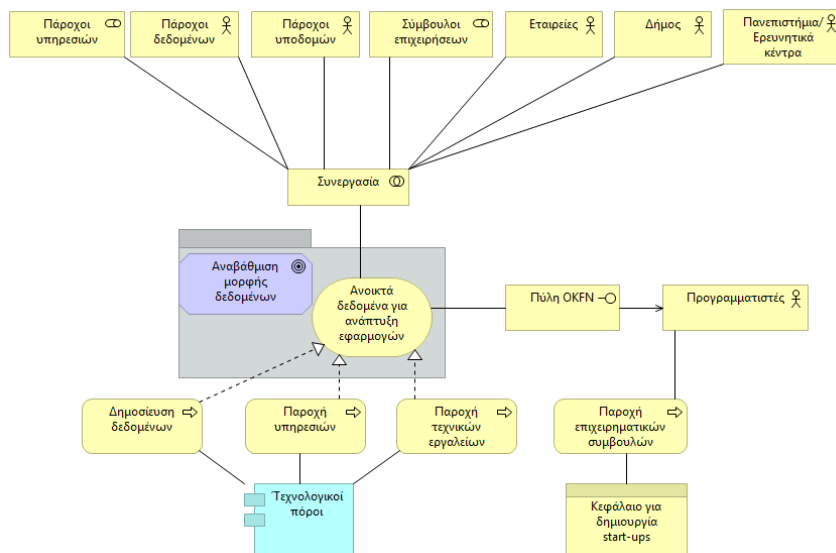 Πάροχοι
υπηρεσιών
Πάροχοι
δεδομένων
Πάροχοι
υποδομών
Σύμβουλοι
επιχειρήσεων
Εταιρείες
Δήμος
Πανεπιστήμια/
Ερευνητικά
κέντρα
Συνεργασία
Αναβάθμιση
μορφής
δεδομένων
Ανοικτά
δεδομένα για
ανάπτυξη
εφαρμογών
Πύλη OKFN
Προγραμματιστές
Δημοσίευση
δεδομένων
Παροχή
υπηρεσιών
Παροχή
τεχνικών
εργαλείων
Παροχή
επιχειρηματικών
συμβουλών
Τεχνολογικοί
πόροι
Κεφάλαιο για
δημιουργία
start-ups